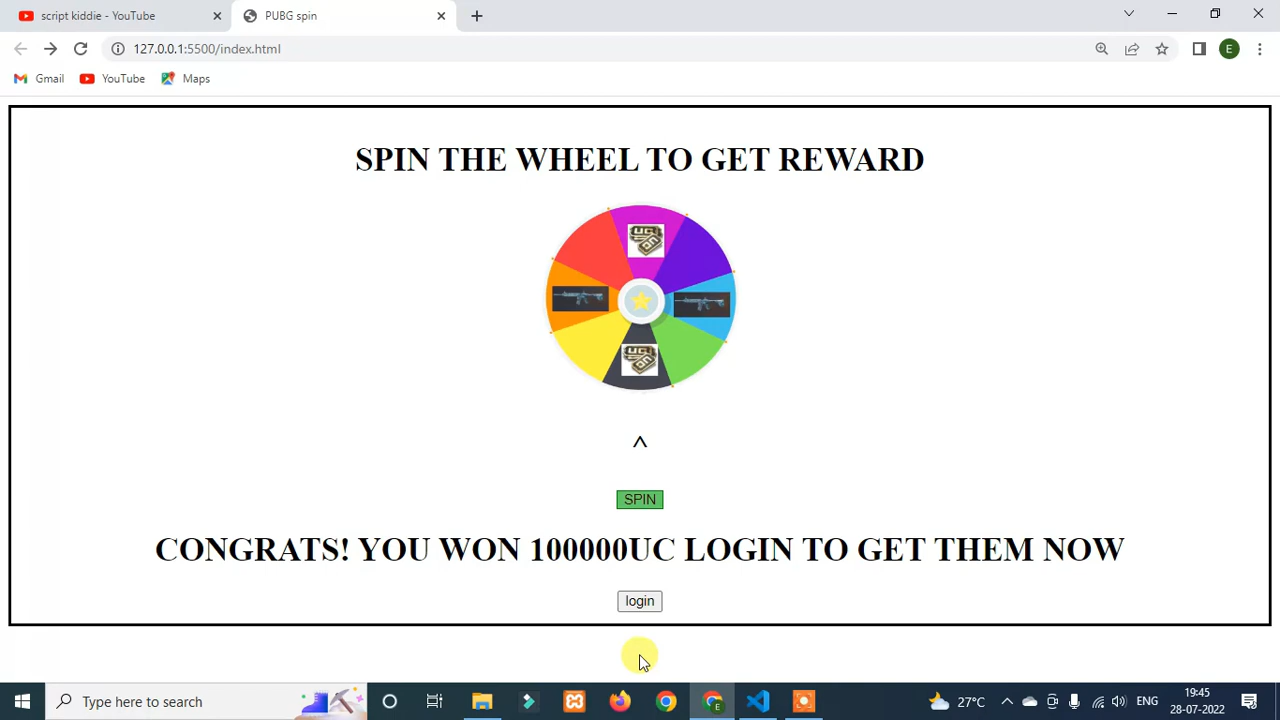 script kiddie - YouTube
PUBG spin
127.0.0.1:5500/index.html
E
Gmail
YouTube
Maps
SPIN THE WHEEL TO GET REWARD
UC
UC
^
SPIN
CONGRATS! YOU WON 100000UC LOGIN TO GET THEM NOW
login
Type here to search
E
27°C
ENG
19:45
28-07-2022